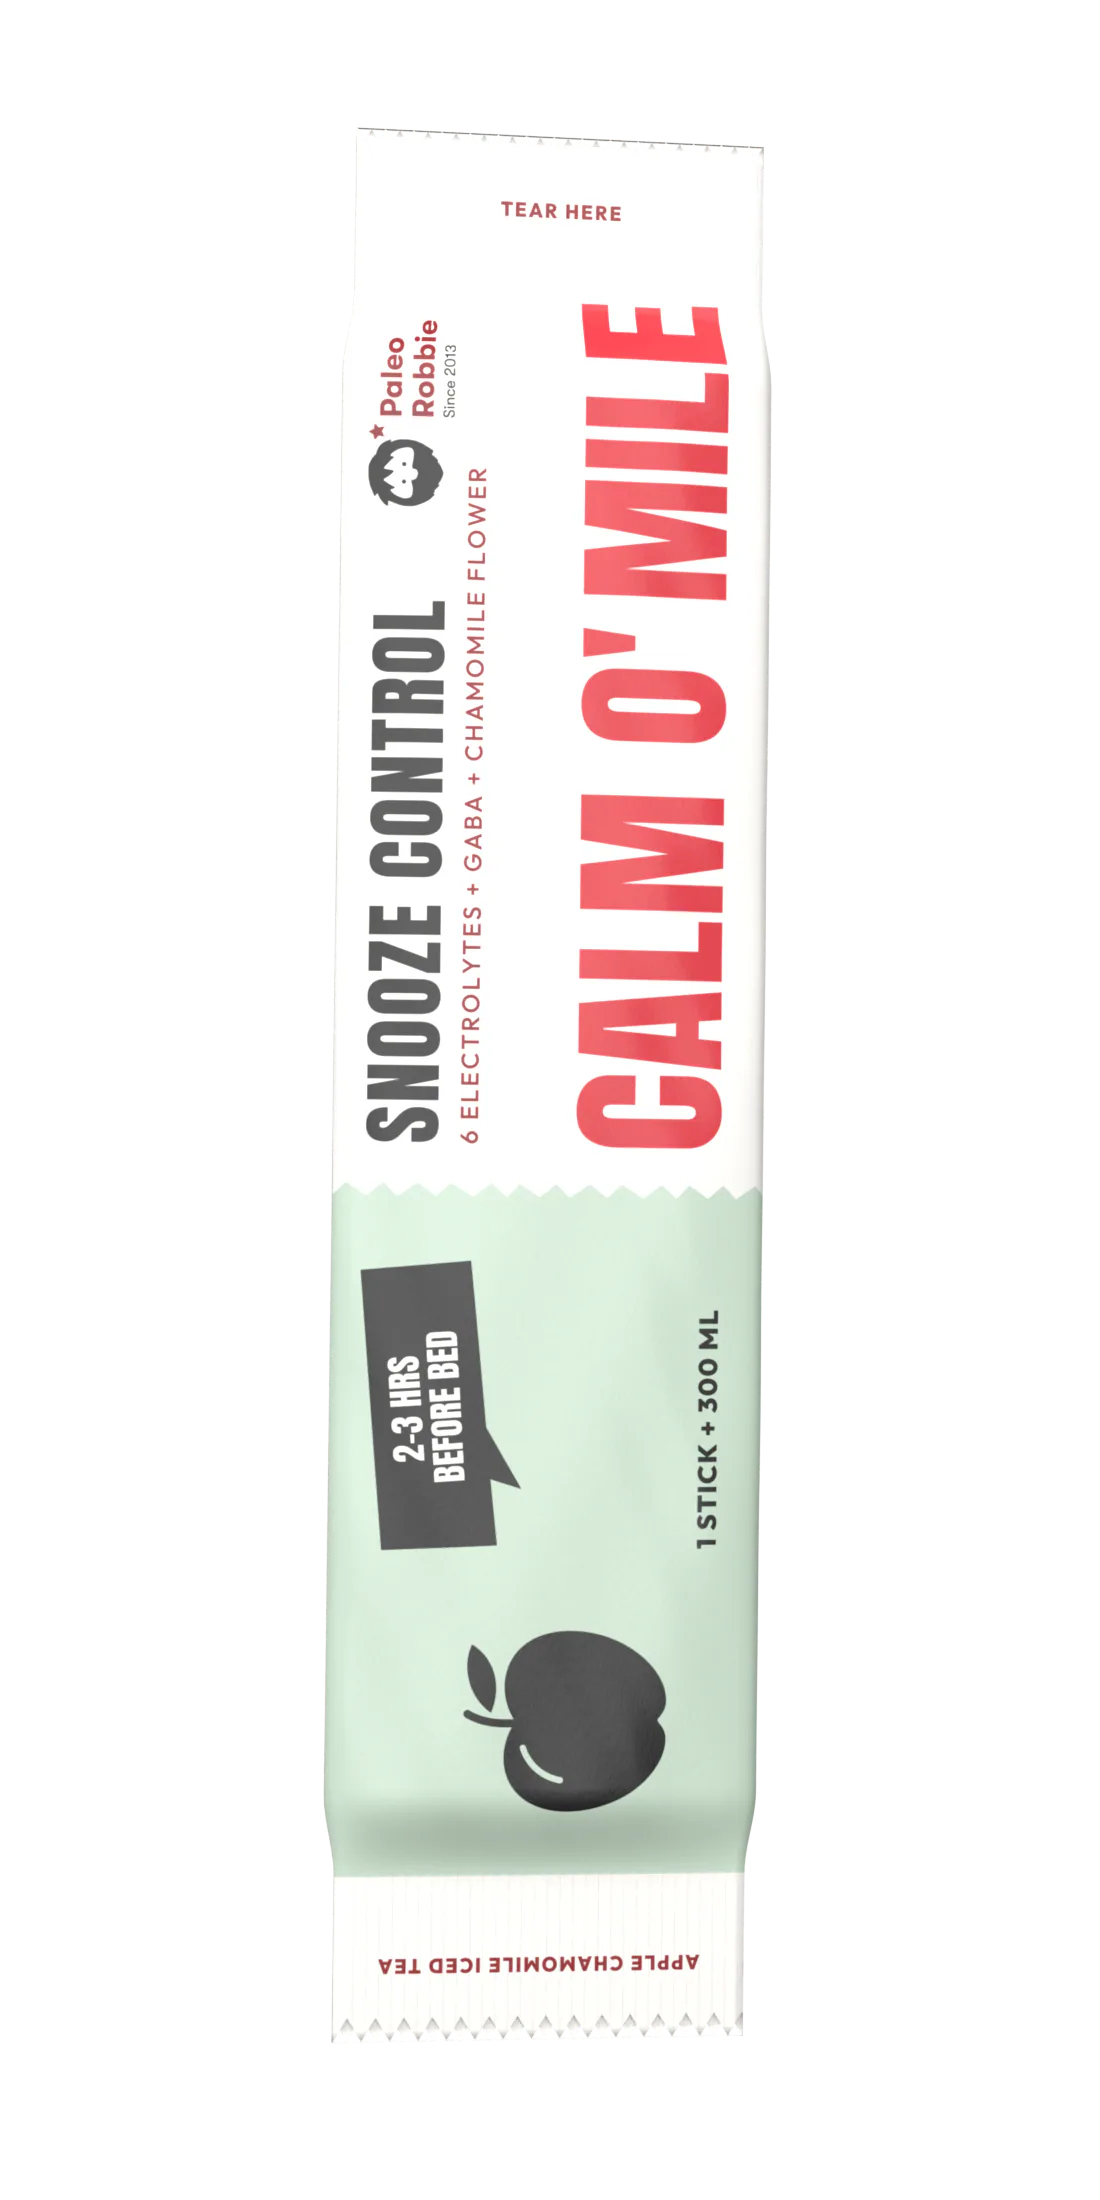 TEAR HERE
Paleo
Robbie
Since 2013
SNOOZE CONTROL
6 ELECTROLYTES + GABA + CHAMOMILE FLOWER
CALM O' MILE
2-3 HRS
BEFORE BED
1 STICK + 300 ML
APPLE CHAMOMILE ICED TEA